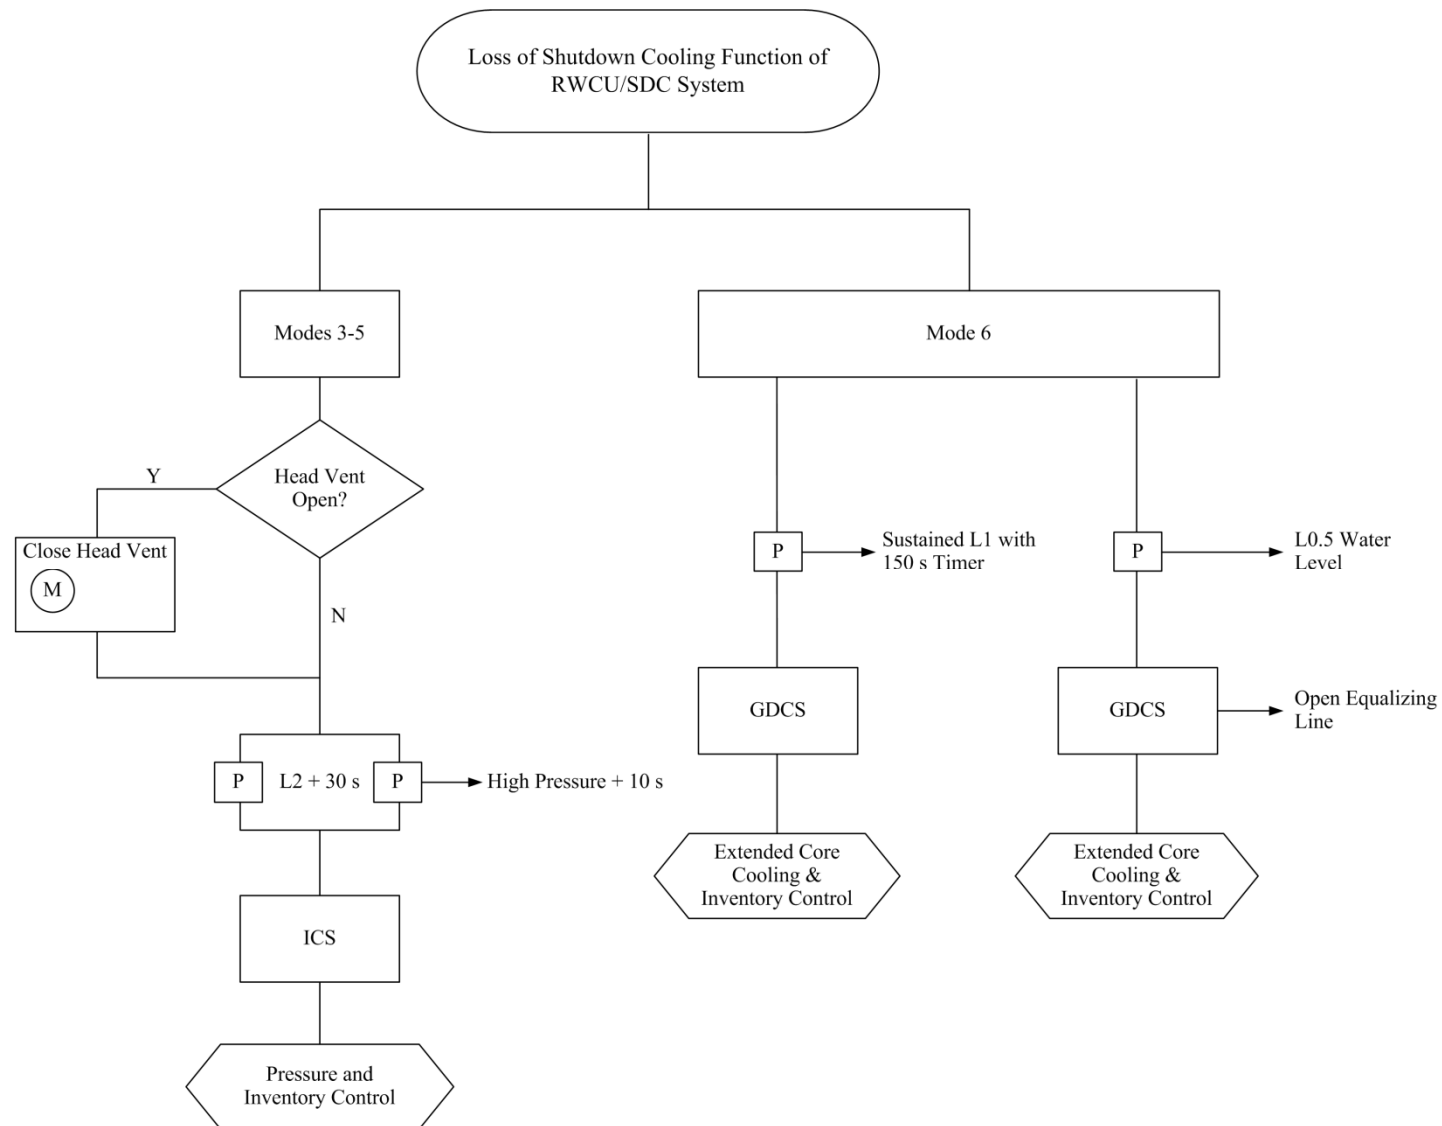 Loss of Shutdown Cooling Function of
RWCU/SDC System
Modes 3-5
Mode 6
Head Vent
Open?
Y
N
Close Head Vent
M
P
L2 + 30 s
P
High Pressure + 10 s
ICS
Pressure and
Inventory Control
P
Sustained L1 with
150 s Timer
GDCS
Extended Core
Cooling &
Inventory Control
P
L0.5 Water
Level
GDCS
Open Equalizing
Line
Extended Core
Cooling &
Inventory Control